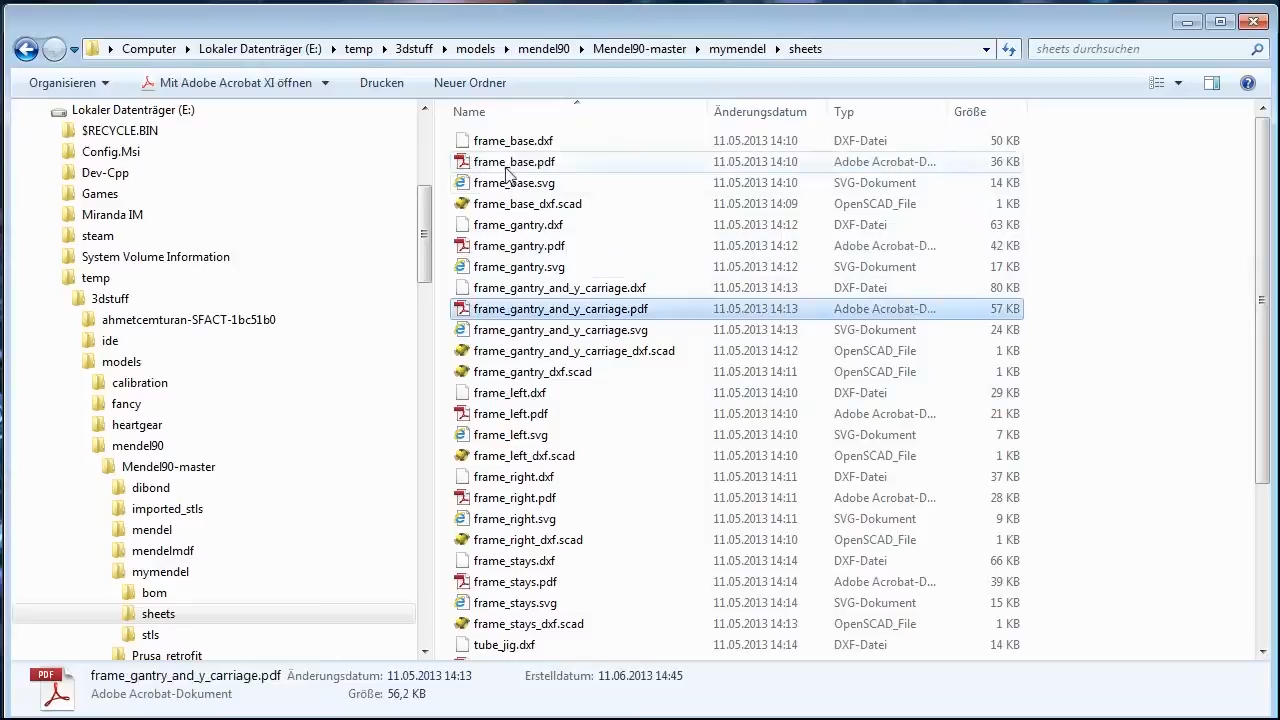 Computer Lokaler Datenträger (E:) temp 3dstuff models mendel90 Mendel90-master mymendel sheets
sheets durchsuchen
Organisieren Mit Adobe Acrobat XI öffnen Drucken Neuer Ordner
Lokaler Datenträger (E:)
$RECYCLE.BIN
Config.Msi
Dev-Cpp
Games
Miranda IM
steam
System Volume Information
temp
3dstuff
ahmetcemturan-SFACT-1bc51b0
ide
models
calibration
fancy
heartgear
mendel90
Mendel90-master
dibond
imported_stls
mendel
mendelmdf
mymendel
bom
sheets
stls
Prusa_retrofit
Name Änderungsdatum Typ Größe
frame_base.dxf 11.05.2013 14:10 DXF-Datei 50 KB
frame_base.pdf 11.05.2013 14:10 Adobe Acrobat-D... 36 KB
frame_base.svg 11.05.2013 14:10 SVG-Dokument 14 KB
frame_base_dxf.scad 11.05.2013 14:09 OpenSCAD_File 1 KB
frame_gantry.dxf 11.05.2013 14:12 DXF-Datei 63 KB
frame_gantry.pdf 11.05.2013 14:12 Adobe Acrobat-D... 42 KB
frame_gantry.svg 11.05.2013 14:12 SVG-Dokument 17 KB
frame_gantry_and_y_carriage.dxf 11.05.2013 14:13 DXF-Datei 80 KB
frame_gantry_and_y_carriage.pdf 11.05.2013 14:13 Adobe Acrobat-D... 57 KB
frame_gantry_and_y_carriage.svg 11.05.2013 14:13 SVG-Dokument 24 KB
frame_gantry_and_y_carriage_dxf.scad 11.05.2013 14:12 OpenSCAD_File 1 KB
frame_gantry_dxf.scad 11.05.2013 14:11 OpenSCAD_File 1 KB
frame_left.dxf 11.05.2013 14:10 DXF-Datei 29 KB
frame_left.pdf 11.05.2013 14:10 Adobe Acrobat-D... 21 KB
frame_left.svg 11.05.2013 14:10 SVG-Dokument 7 KB
frame_left_dxf.scad 11.05.2013 14:10 OpenSCAD_File 1 KB
frame_right.dxf 11.05.2013 14:11 DXF-Datei 37 KB
frame_right.pdf 11.05.2013 14:11 Adobe Acrobat-D... 28 KB
frame_right.svg 11.05.2013 14:11 SVG-Dokument 9 KB
frame_right_dxf.scad 11.05.2013 14:10 OpenSCAD_File 1 KB
frame_stays.dxf 11.05.2013 14:14 DXF-Datei 66 KB
frame_stays.pdf 11.05.2013 14:14 Adobe Acrobat-D... 39 KB
frame_stays.svg 11.05.2013 14:14 SVG-Dokument 15 KB
frame_stays_dxf.scad 11.05.2013 14:13 OpenSCAD_File 1 KB
tube_jig.dxf 11.05.2013 14:14 DXF-Datei 14 KB
PDF
frame_gantry_and_y_carriage.pdf Änderungsdatum: 11.05.2013 14:13 Erstelldatum: 11.06.2013 14:45
Adobe Acrobat-Dokument Größe: 56,2 KB